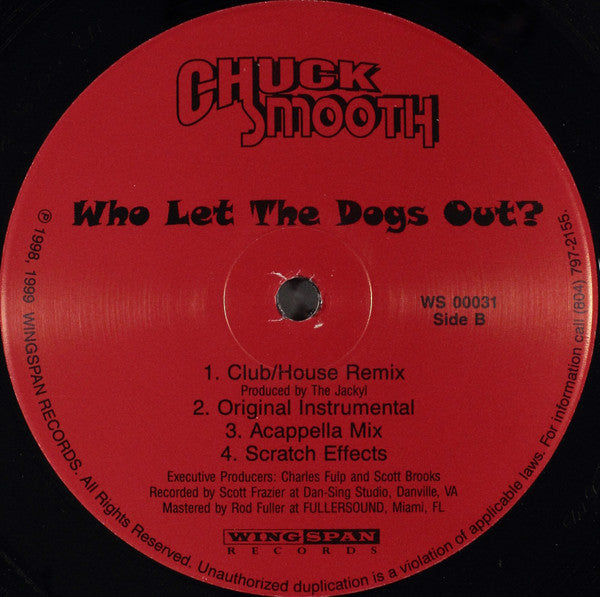 CHUCK
SMOOTH
Who Let The Dogs Out?
WS 00031
Side B
1. Club/House Remix
Produced by The Jackyl
2. Original Instrumental
3. Acappella Mix
4. Scratch Effects
Executive Producers: Charles Fulp and Scott Brooks
Recorded by Scott Frazier at Dan-Sing Studio, Danville, VA
Mastered by Rod Fuller at FULLERSOUND, Miami, FL
WINGSPAN
RECORDS
℗ 1998, 1999 WINGSPAN RECORDS. All Rights Reserved. Unauthorized duplication is a violation of applicable laws. For information call (804) 797-2155.